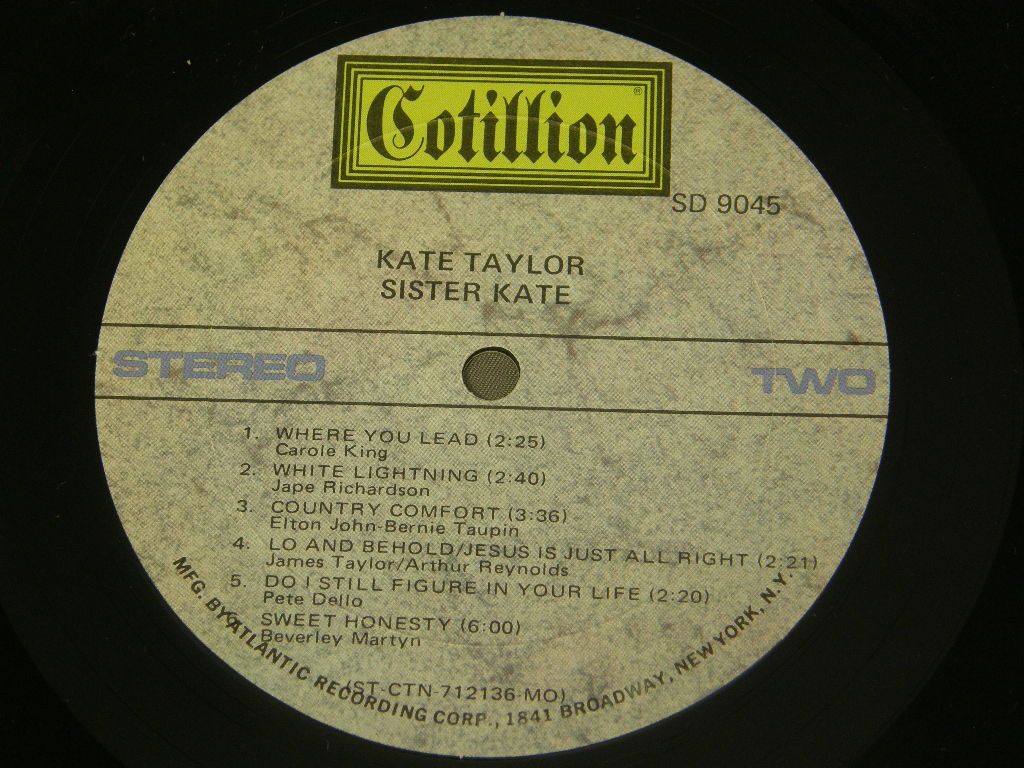 Cotillion®
SD 9045
KATE TAYLOR
SISTER KATE
STEREO TWO
1. WHERE YOU LEAD (2:25)
Carole King
2. WHITE LIGHTNING (2:40)
Jape Richardson
3. COUNTRY COMFORT (3:36)
Elton John-Bernie Taupin
4. LO AND BEHOLD/JESUS IS JUST ALL RIGHT (2:21)
James Taylor/Arthur Reynolds
5. DO I STILL FIGURE IN YOUR LIFE (2:20)
Pete Dello
6. SWEET HONESTY (6:00)
Beverley Martyn
(ST-CTN-712136-MO)
MFG. BY ATLANTIC RECORDING CORP., 1841 BROADWAY, NEW YORK, N.Y.